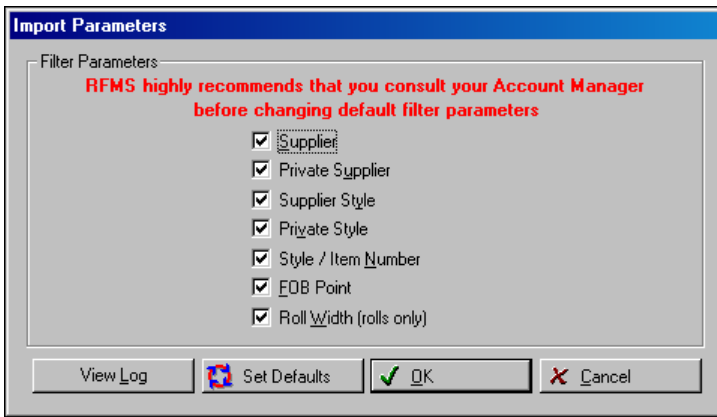 Import Parameters
Filter Parameters
RFMS highly recommends that you consult your Account Manager
before changing default filter parameters
Supplier
Private Supplier
Supplier Style
Private Style
Style / Item Number
FOB Point
Roll Width (rolls only)
View Log Set Defaults OK Cancel